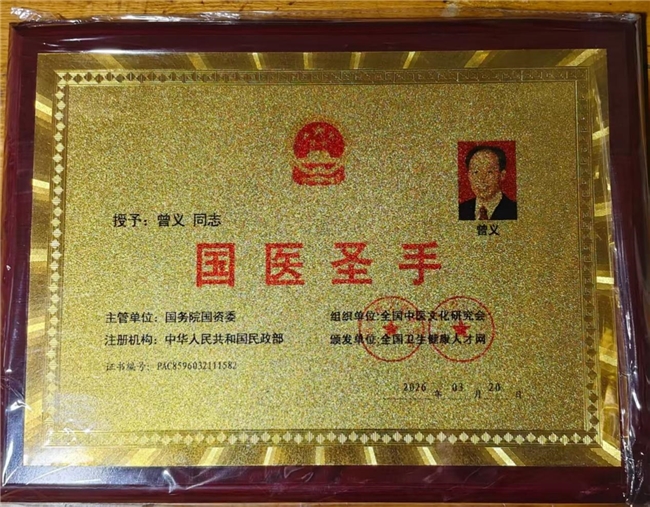 曾义
授予：曾义 同志
国医圣手
主管单位：国务院国资委
组织单位：全国中医文化研究会
注册机构：中华人民共和国民政部
颁发单位：全国卫生健康人才网
证书编号：PAC8596032111582
2026 年 03 月 20 日